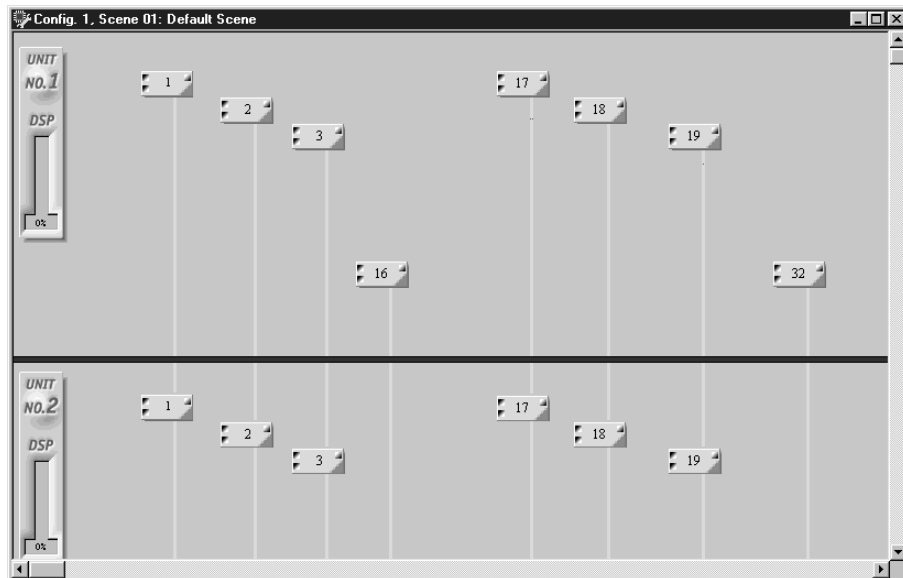 Config. 1, Scene 01: Default Scene
UNIT
NO.1
DSP
0%
1
2
3
16
17
18
19
32
UNIT
NO.2
DSP
0%
1
2
3
17
18
19